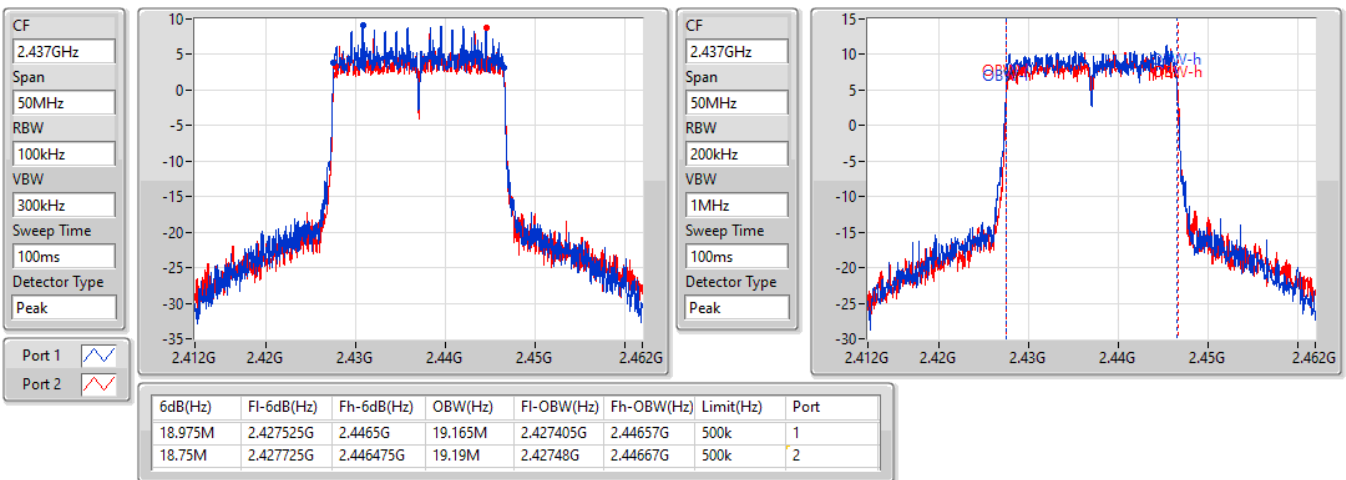 CF
2.437GHz
Span
50MHz
RBW
100kHz
VBW
300kHz
Sweep Time
100ms
Detector Type
Peak
Port 1
Port 2
10
5
0
-5
-10
-15
-20
-25
-30
-35
2.412G 2.42G 2.43G 2.44G 2.45G 2.462G
CF
2.437GHz
Span
50MHz
RBW
200kHz
VBW
1MHz
Sweep Time
100ms
Detector Type
Peak
15
10
5
0
-5
-10
-15
-20
-25
-30
2.412G 2.42G 2.43G 2.44G 2.45G 2.462G
6dB(Hz) Fl-6dB(Hz) Fh-6dB(Hz) OBW(Hz) Fl-OBW(Hz) Fh-OBW(Hz) Limit(Hz) Port
18.975M 2.427525G 2.4465G 19.165M 2.427405G 2.44657G 500k 1
18.75M 2.427725G 2.446475G 19.19M 2.42748G 2.44667G 500k 2